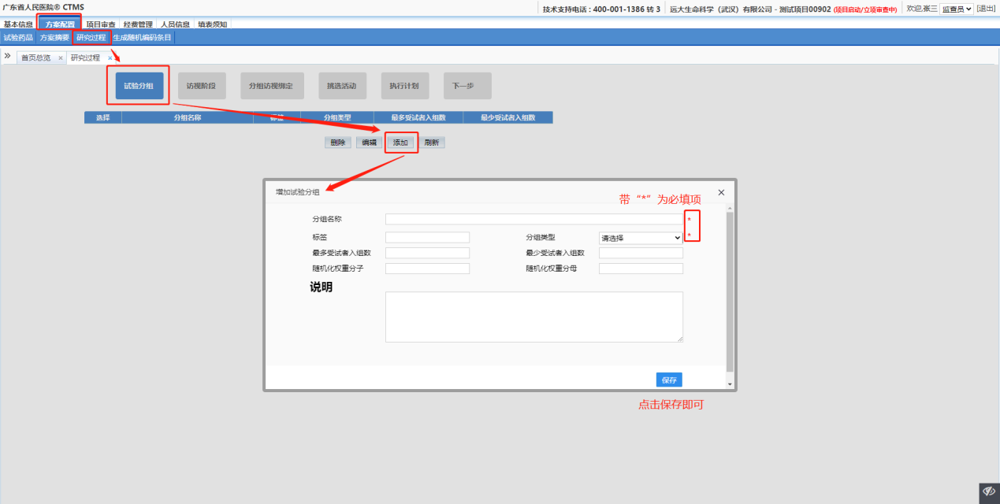 广东省人民医院® CTMS
技术支持电话：400-001-1386 转 3 远大生命科学（武汉）有限公司 - 测试项目00902 (项目启动/立项审查中) 欢迎,张三 监查员 [退出]
基本信息 方案配置 项目审查 经费管理 人员信息 填表须知
试验药品 方案摘要 研究过程 生成随机编码条目
» 首页总览 × 研究过程 ×
试验分组 访视阶段 分组访视绑定 挑选活动 执行计划 下一步
选择 分组名称 标签 分组类型 最多受试者入组数 最少受试者入组数
删除 编辑 添加 刷新
增加试验分组 ×
带 “*” 为必填项
分组名称 *
标签 分组类型 请选择 *
最多受试者入组数 最少受试者入组数
随机化权重分子 随机化权重分母
说明
保存
点击保存即可